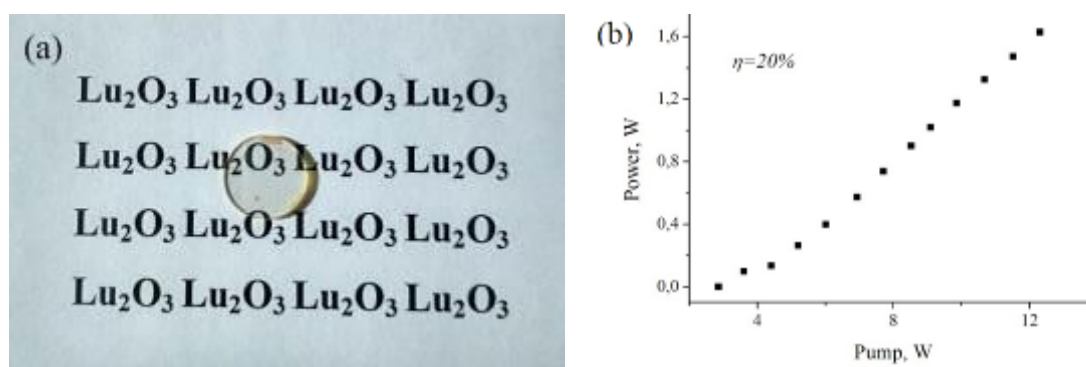 (a)
Lu₂O₃ Lu₂O₃ Lu₂O₃ Lu₂O₃
Lu₂O₃ Lu₂O₃ Lu₂O₃ Lu₂O₃
Lu₂O₃ Lu₂O₃ Lu₂O₃ Lu₂O₃
Lu₂O₃ Lu₂O₃ Lu₂O₃ Lu₂O₃
(b)
η=20%
Power, W
1,6
1,2
0,8
0,4
0,0
4 8 12
Pump, W